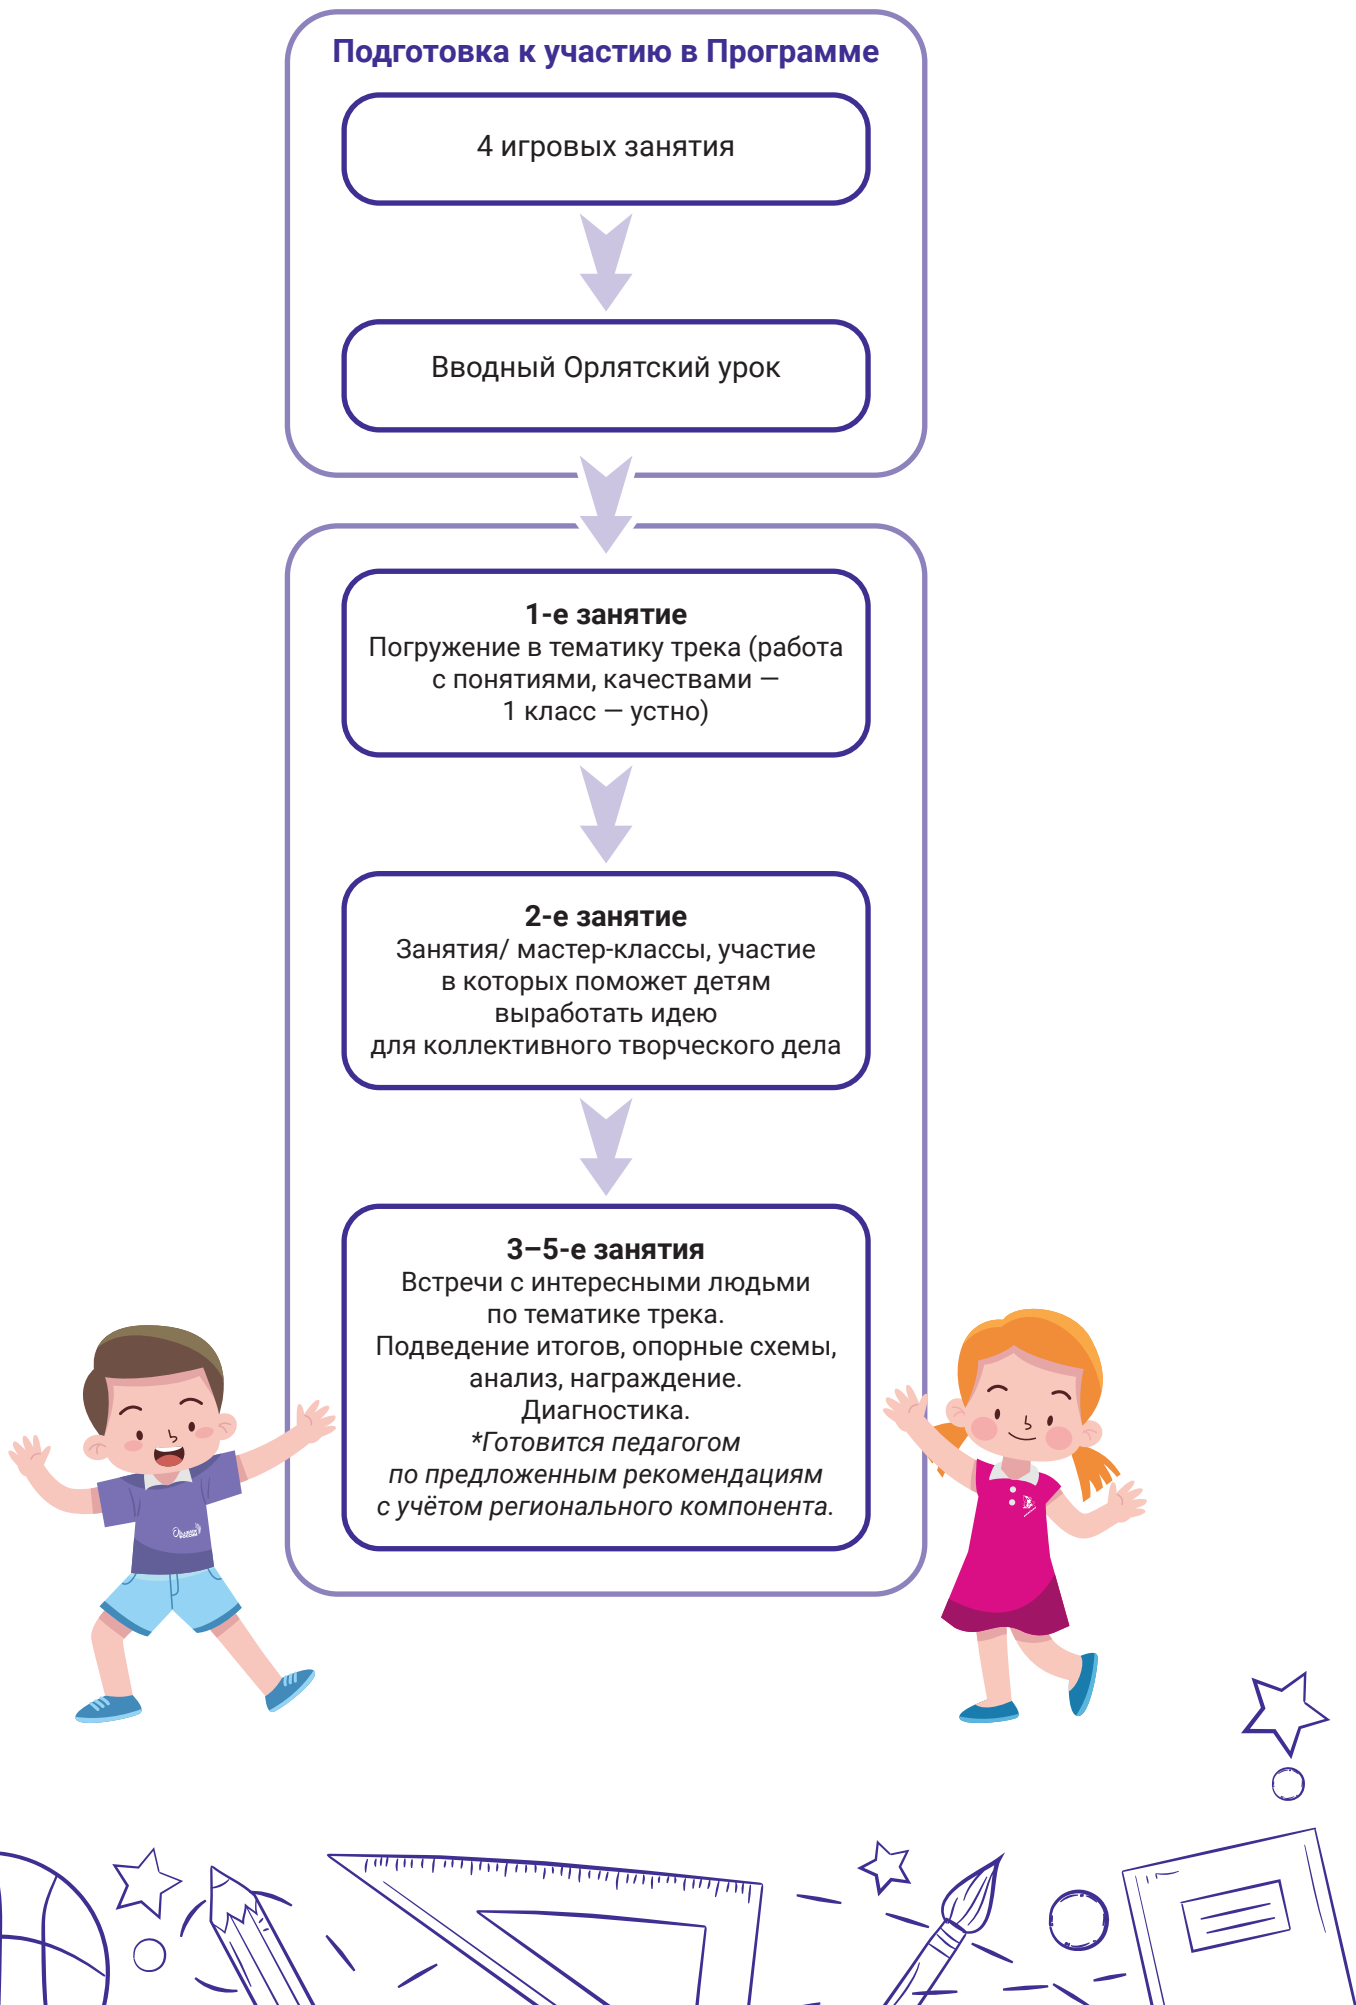 Подготовка к участию в Программе
4 игровых занятия
Вводный Орлятский урок
1-е занятие
Погружение в тематику трека (работа
с понятиями, качествами —
1 класс — устно)
2-е занятие
Занятия/ мастер-классы, участие
в которых поможет детям
выработать идею
для коллективного творческого дела
3–5-е занятия
Встречи с интересными людьми
по тематике трека.
Подведение итогов, опорные схемы,
анализ, награждение.
Диагностика.
*Готовится педагогом
по предложенным рекомендациям
с учётом регионального компонента.